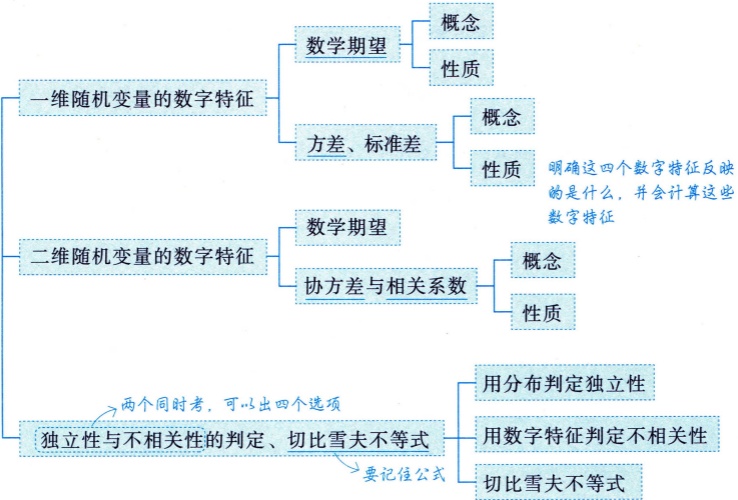 概念
数学期望
性质
一维随机变量的数字特征
概念
方差、标准差
性质
明确这四个数字特征反映
的是什么，并会计算这些
数字特征
数学期望
二维随机变量的数字特征
概念
协方差与相关系数
性质
两个同时考，可以出四个选项
用分布判定独立性
独立性与不相关性的判定、切比雪夫不等式
用数字特征判定不相关性
要记住公式
切比雪夫不等式